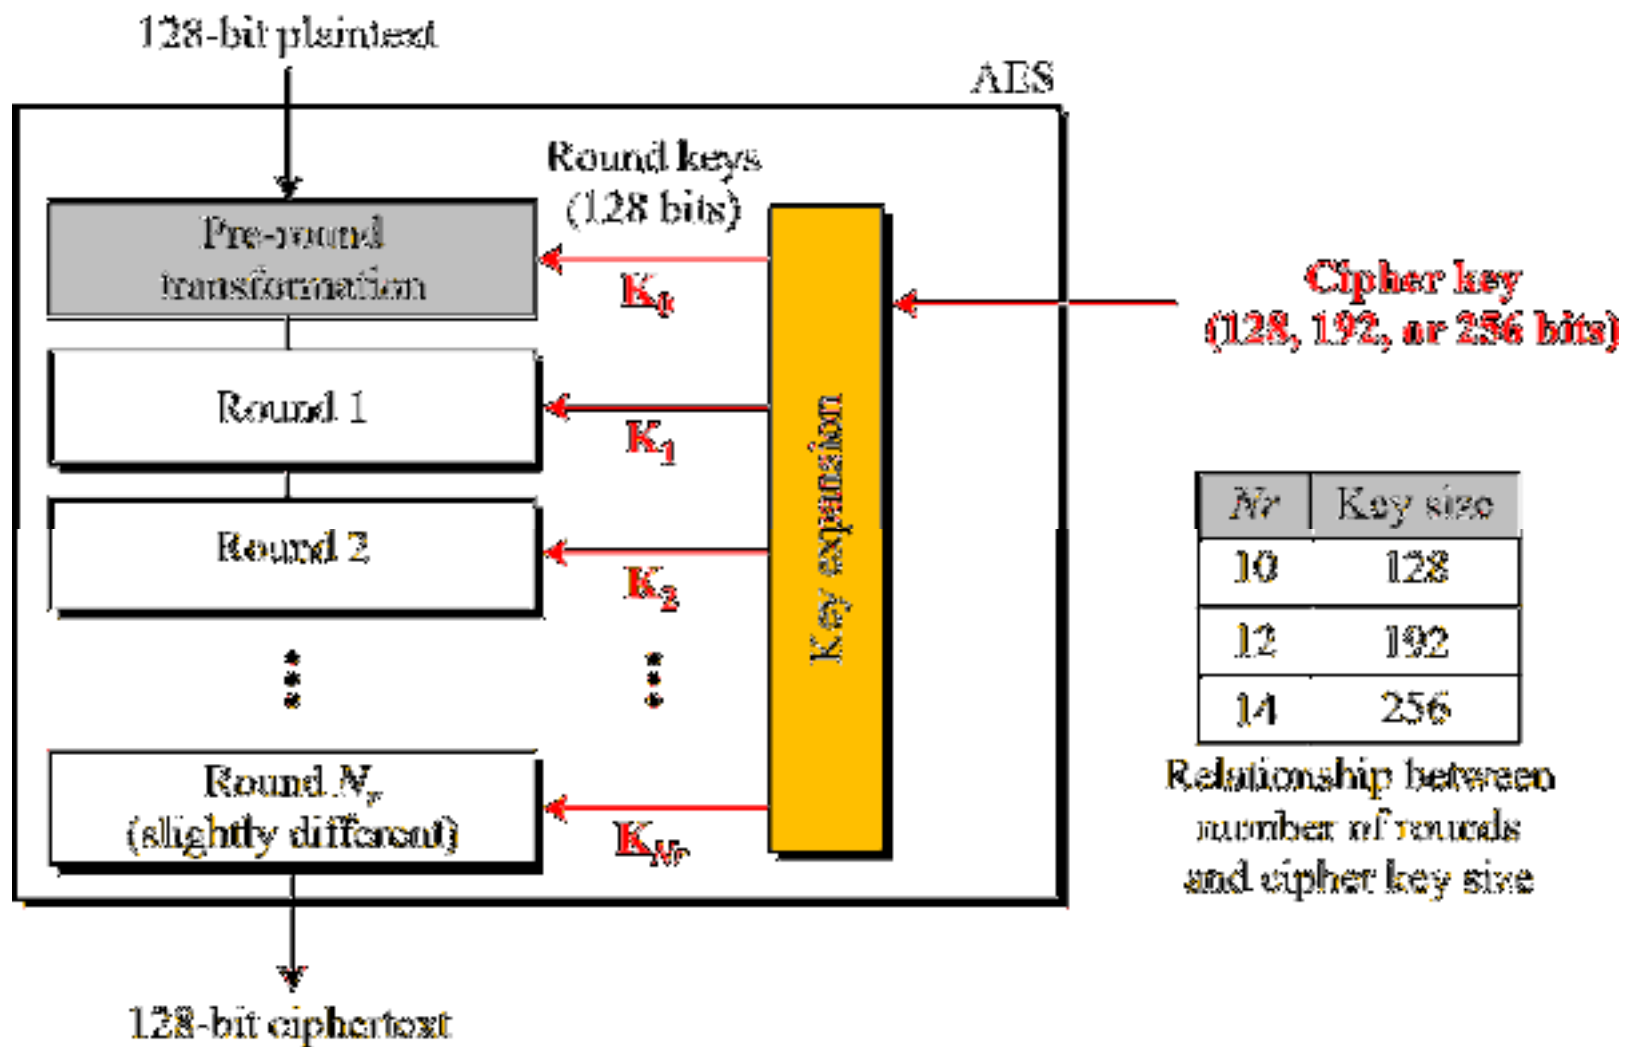 128-bit plaintext
AES
Round keys
(128 bits)
Pre-round
transformation
K0
Cipher key
(128, 192, or 256 bits)
Round 1
K1
Key expansion
Round 2
K2
Nr Key size
10 128
12 192
14 256
Relationship between
number of rounds
and cipher key size
Round Nr
(slightly different)
KNr
128-bit ciphertext